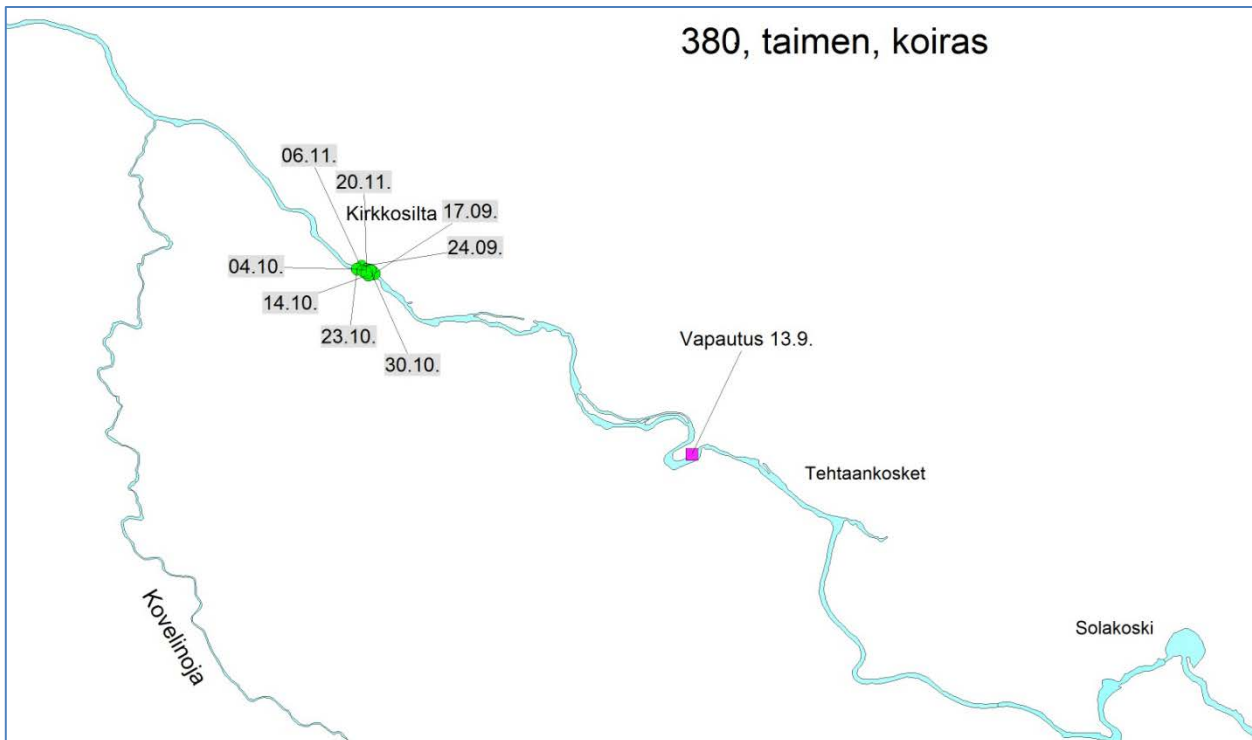 380, taimen, koiras
06.11.
20.11.
Kirkkosilta 17.09.
24.09.
04.10.
14.10.
23.10.
30.10.
Vapautus 13.9.
Tehtaankosket
Kovelinoja
Solakoski